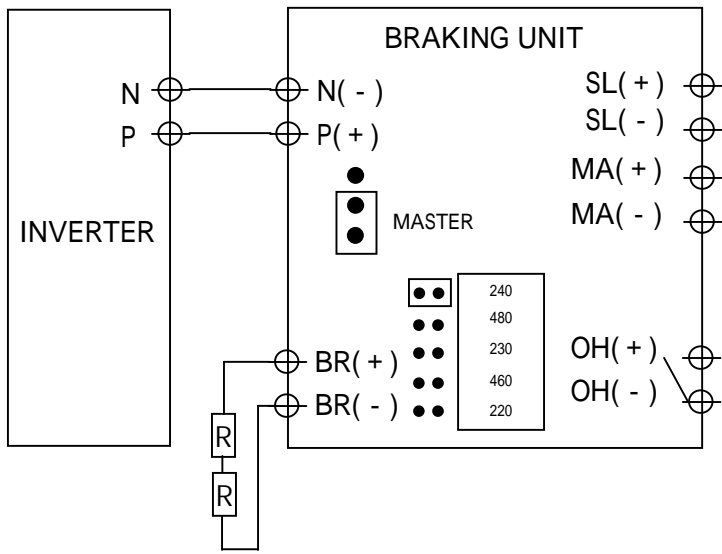 BRAKING UNIT
N
N( - )
SL( + )
P
P( + )
SL( - )
MA( + )
MA( - )
MASTER
INVERTER
240
480
230
460
220
BR( + )
BR( - )
OH( + )
OH( - )
R
R